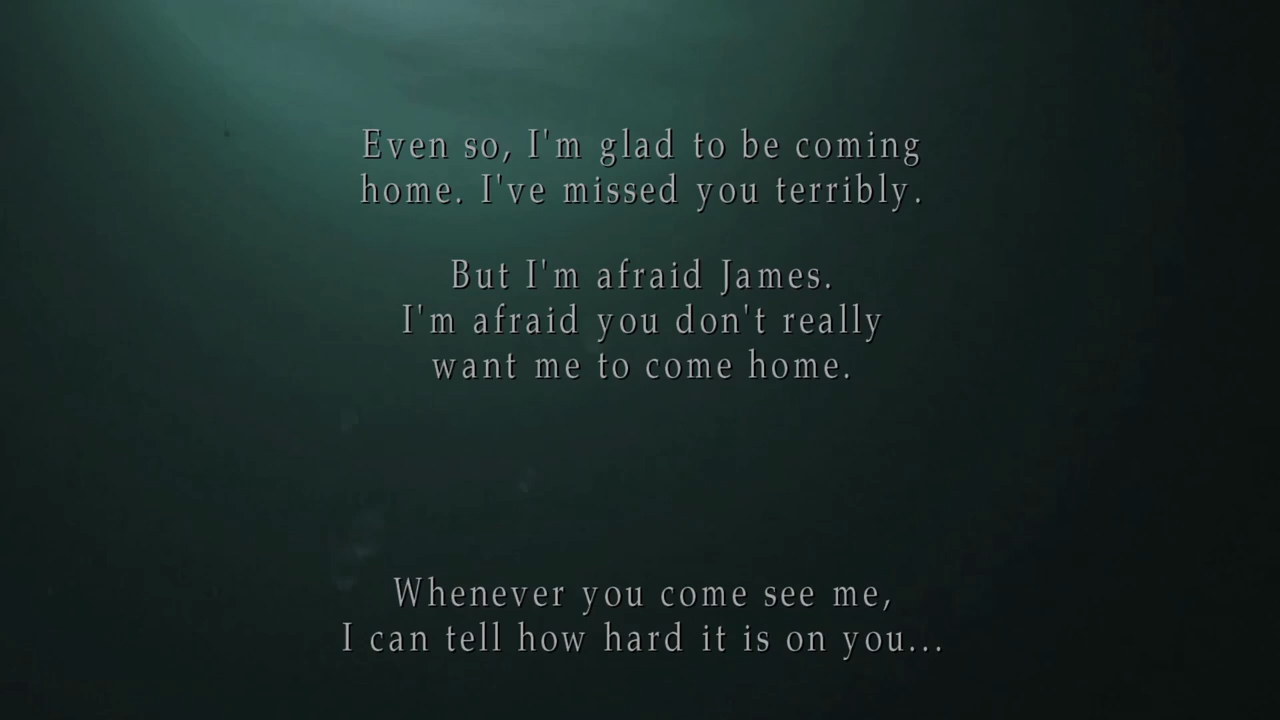 Even so, I'm glad to be coming
home. I've missed you terribly.
But I'm afraid James.
I'm afraid you don't really
want me to come home.
Whenever you come see me,
I can tell how hard it is on you...